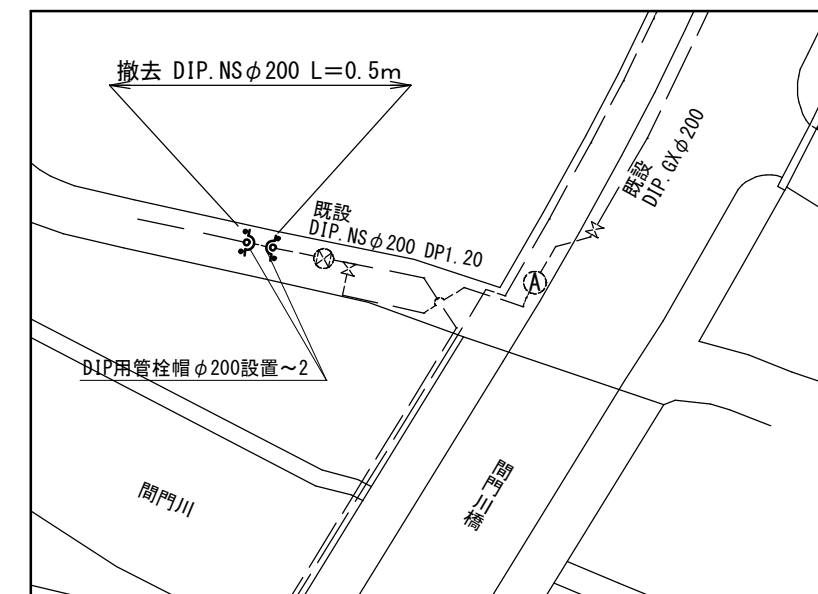 撤去 DIP.NSφ200 L=0.5m
既設
DIP.NSφ200 DP1.20
既設
DIP.GXφ200
A
DIP用管栓帽φ200設置～2
間門川
間門川橋